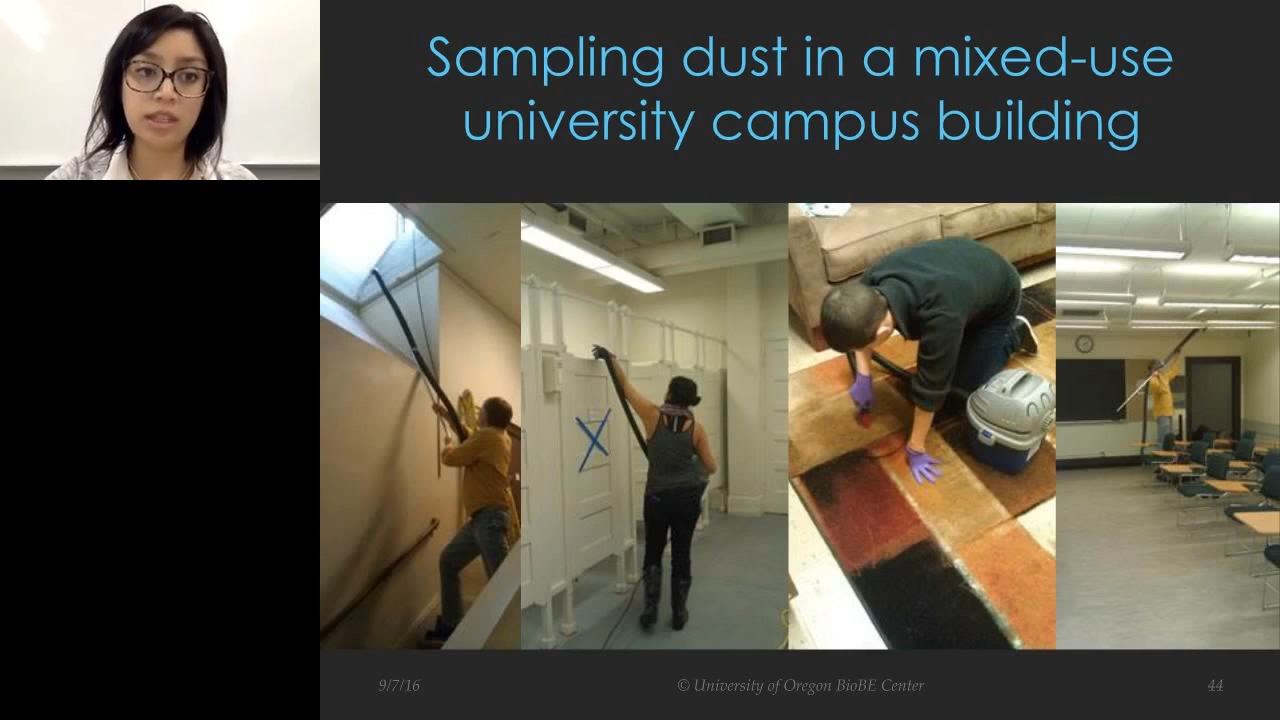 Sampling dust in a mixed-use
university campus building
9/7/16
© University of Oregon BioBE Center
44